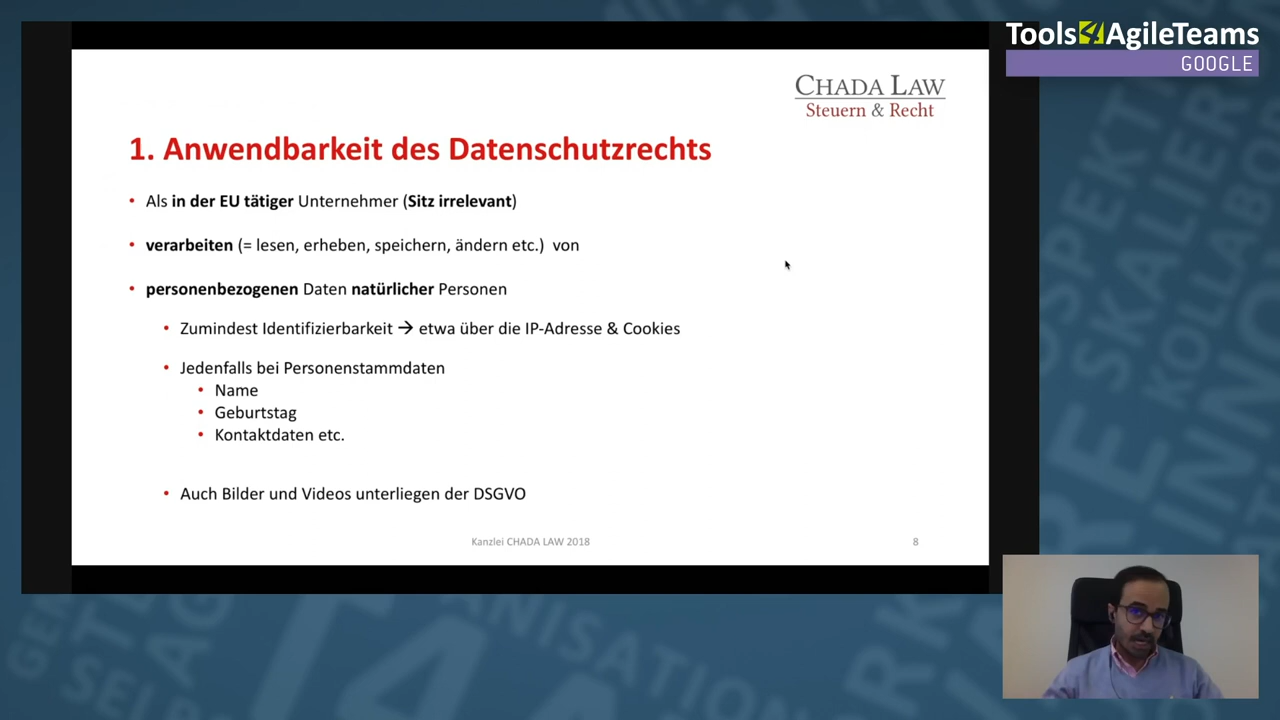 Tools4AgileTeams
GOOGLE
CHADA LAW
Steuern & Recht
1. Anwendbarkeit des Datenschutzrechts
• Als in der EU tätiger Unternehmer (Sitz irrelevant)
• verarbeiten (= lesen, erheben, speichern, ändern etc.) von
• personenbezogenen Daten natürlicher Personen
• Zumindest Identifizierbarkeit → etwa über die IP-Adresse & Cookies
• Jedenfalls bei Personenstammdaten
• Name
• Geburtstag
• Kontaktdaten etc.
• Auch Bilder und Videos unterliegen der DSGVO
Kanzlei CHADA LAW 2018
8